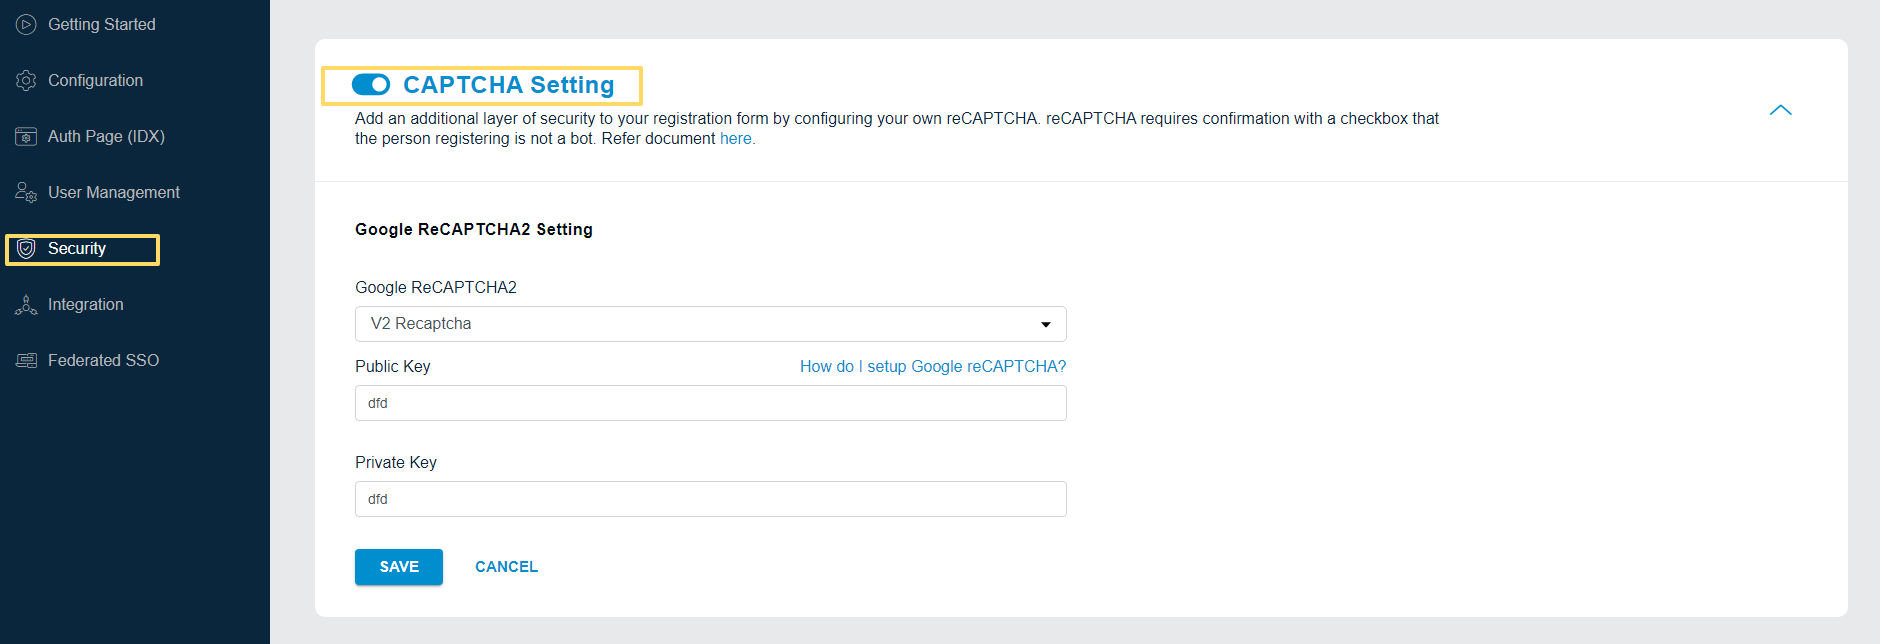 Getting Started
Configuration
Auth Page (IDX)
User Management
Security
Integration
Federated SSO
CAPTCHA Setting
Add an additional layer of security to your registration form by configuring your own reCAPTCHA. reCAPTCHA requires confirmation with a checkbox that
the person registering is not a bot. Refer document here.
Google ReCAPTCHA2 Setting
Google ReCAPTCHA2
V2 Recaptcha
Public Key
How do I setup Google reCAPTCHA?
dfd
Private Key
dfd
SAVE
CANCEL